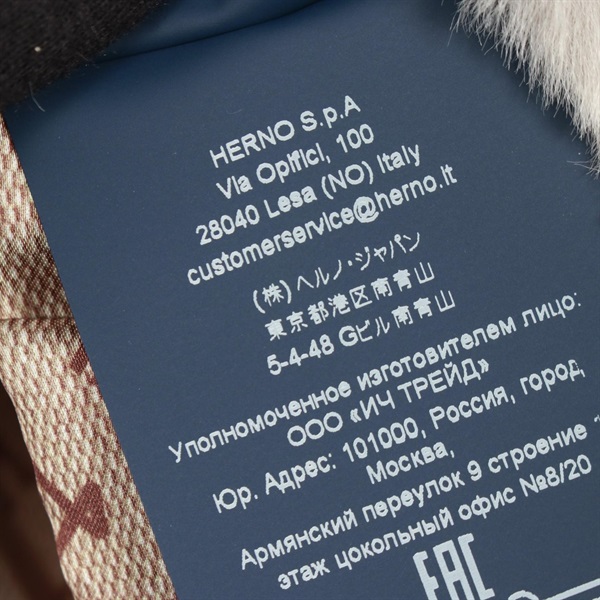 HERNO S.p.A
Via Opifici, 100
28040 Lesa (NO) Italy
customerservice@herno.it
(株)ヘルノ・ジャパン
東京都港区南青山
5-4-48 Gビル南青山
Уполномоченное изготовителем лицо:
ООО «ИЧ ТРЕЙД»
Юр. Адрес: 101000, Россия, город
Москва,
Армянский переулок 9 строение
этаж цокольный офис №8/20
EAC